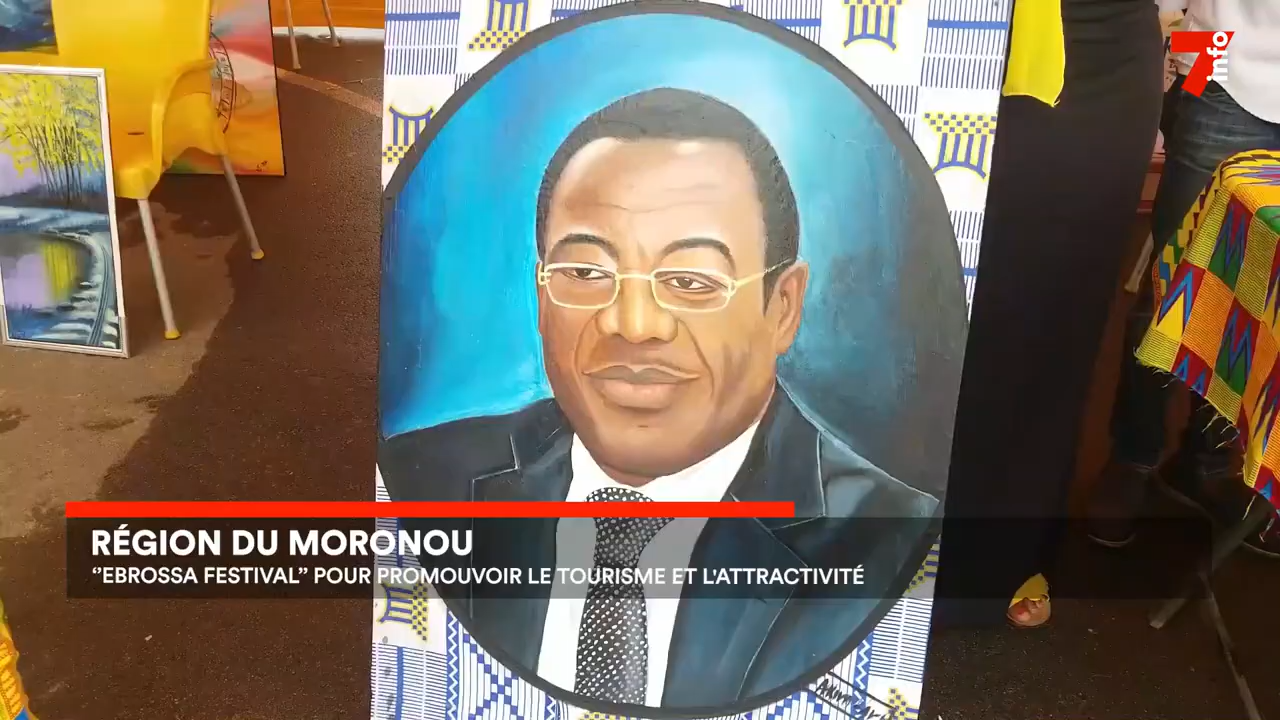 7info
RÉGION DU MORONOU
‘’EBROSSA FESTIVAL’’ POUR PROMOUVOIR LE TOURISME ET L'ATTRACTIVITÉ